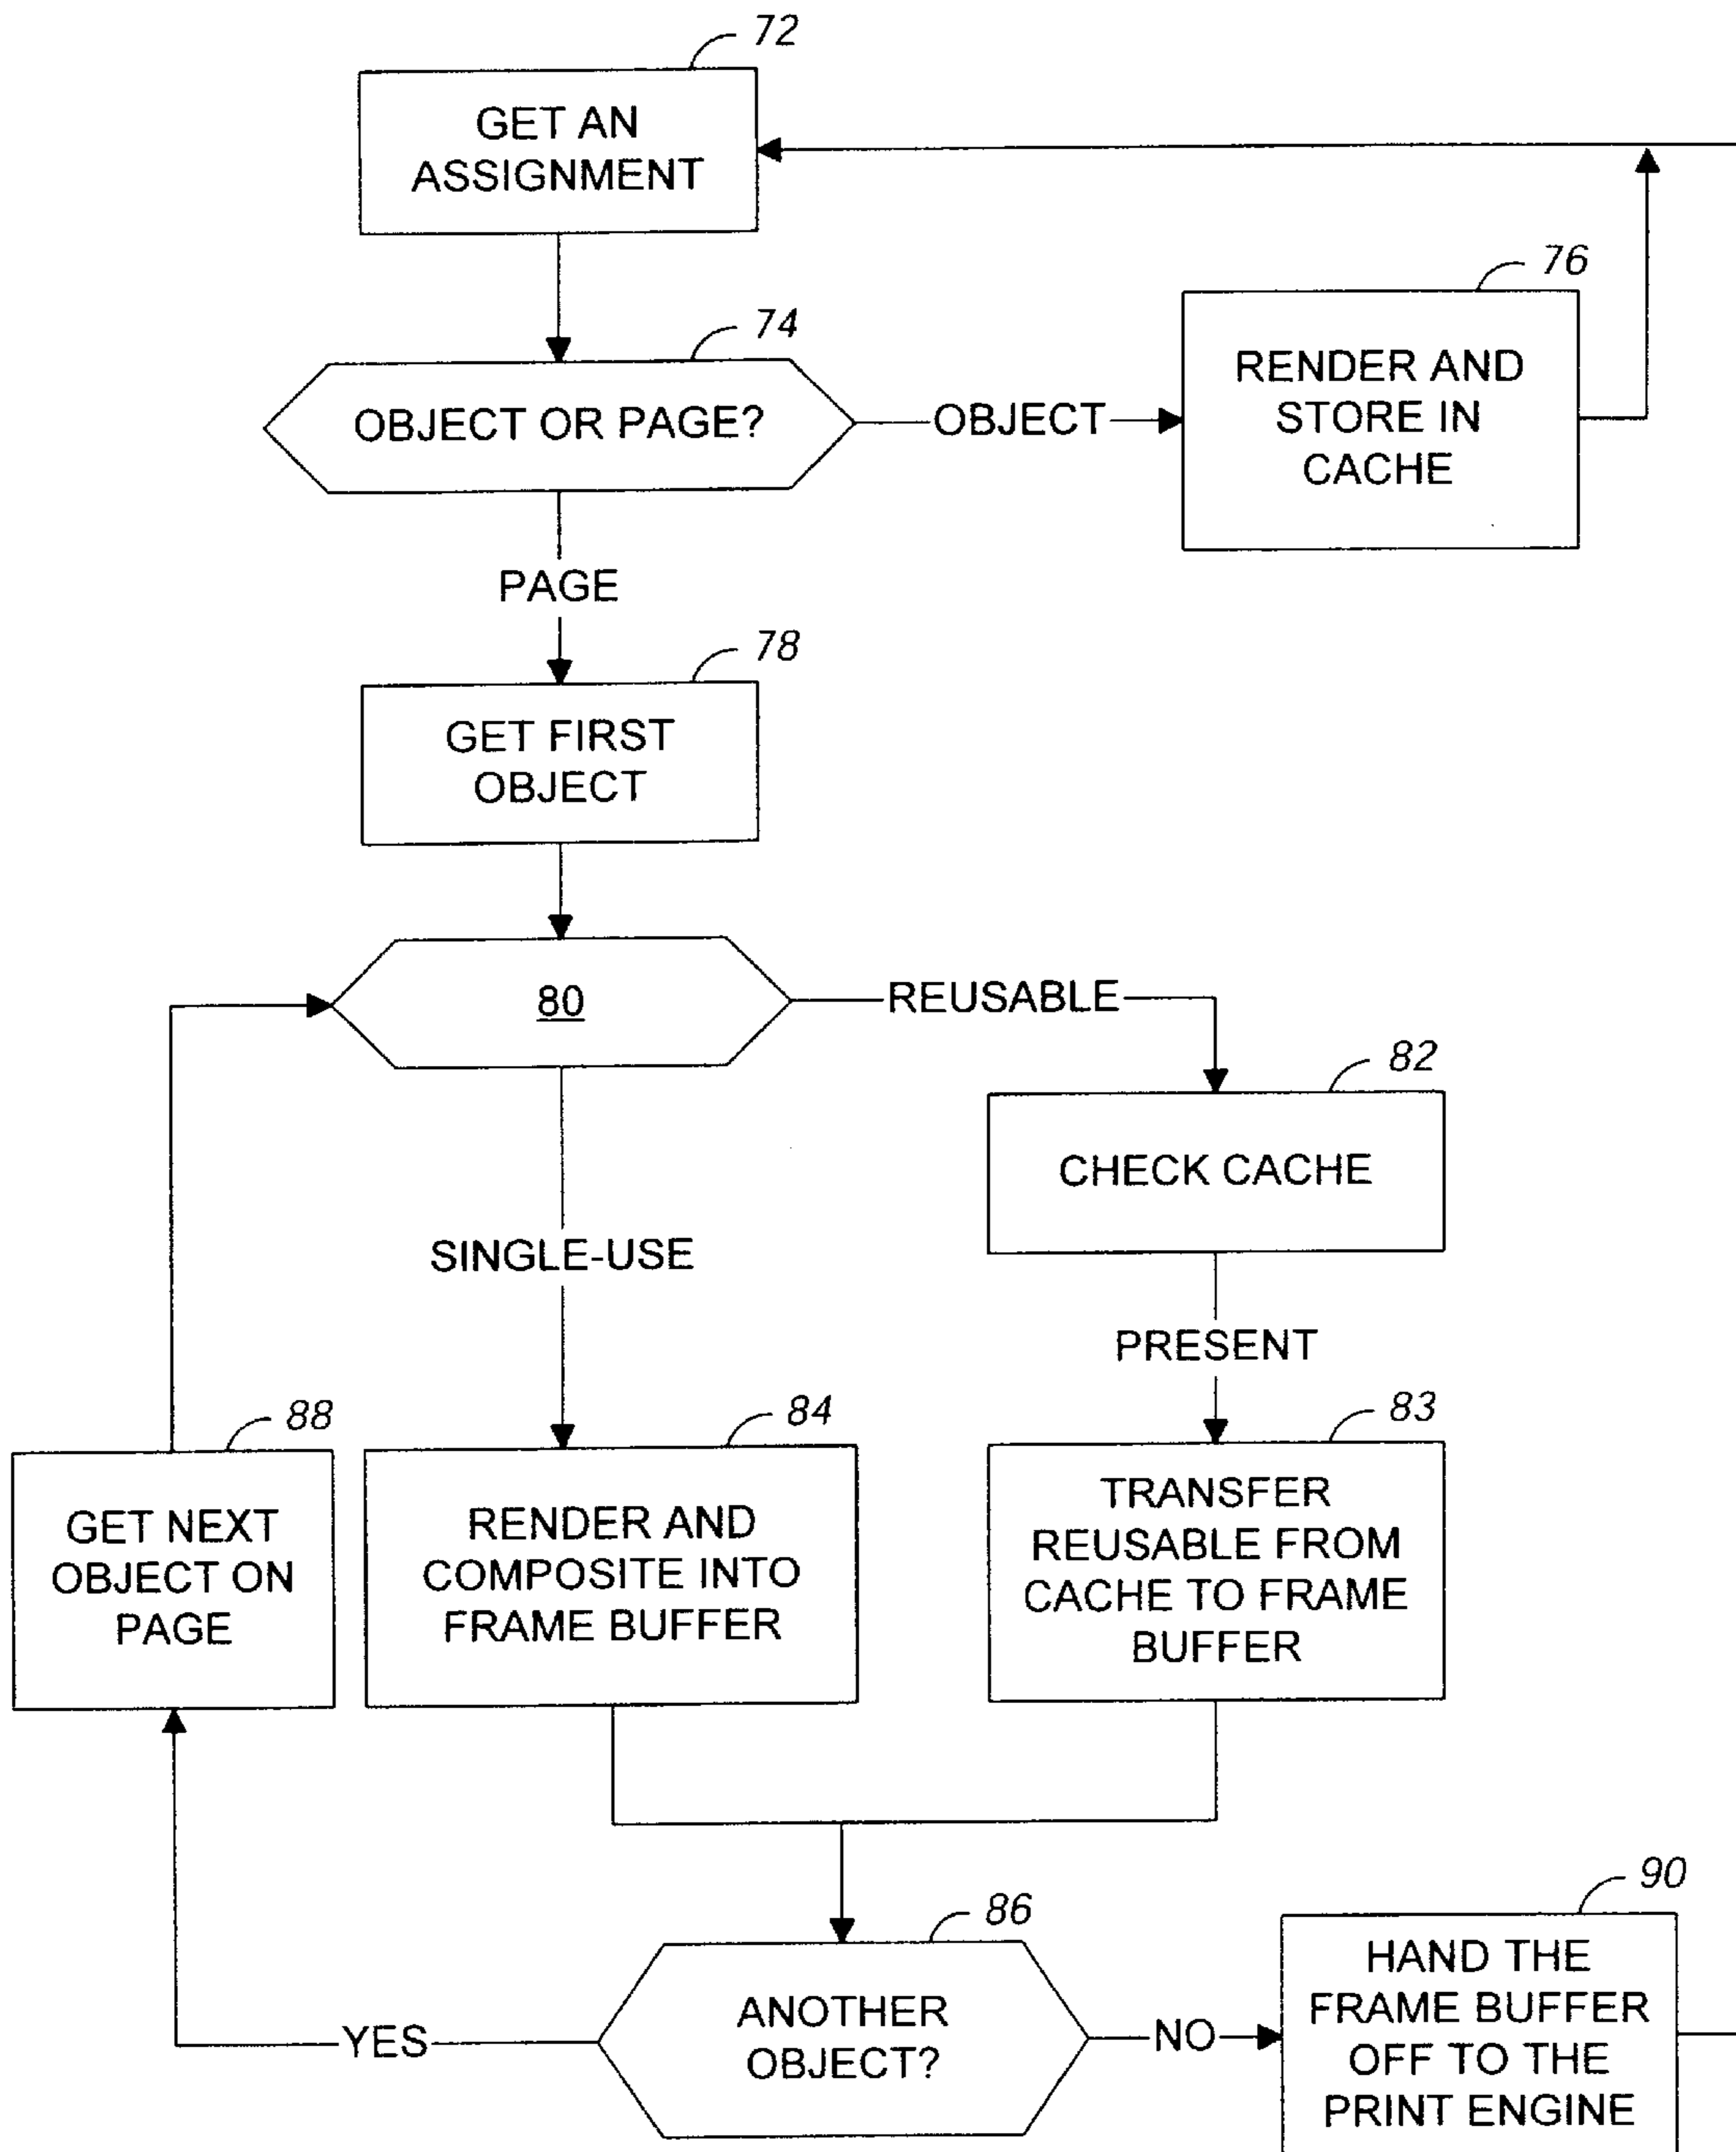 72
GET AN
ASSIGNMENT
76
RENDER AND
STORE IN
CACHE
74
OBJECT OR PAGE?
OBJECT
PAGE
78
GET FIRST
OBJECT
80
REUSABLE
82
CHECK CACHE
SINGLE-USE
PRESENT
88
GET NEXT
OBJECT ON
PAGE
84
RENDER AND
COMPOSITE INTO
FRAME BUFFER
83
TRANSFER
REUSABLE FROM
CACHE TO FRAME
BUFFER
86
ANOTHER
OBJECT?
YES
NO
90
HAND THE
FRAME BUFFER
OFF TO THE
PRINT ENGINE